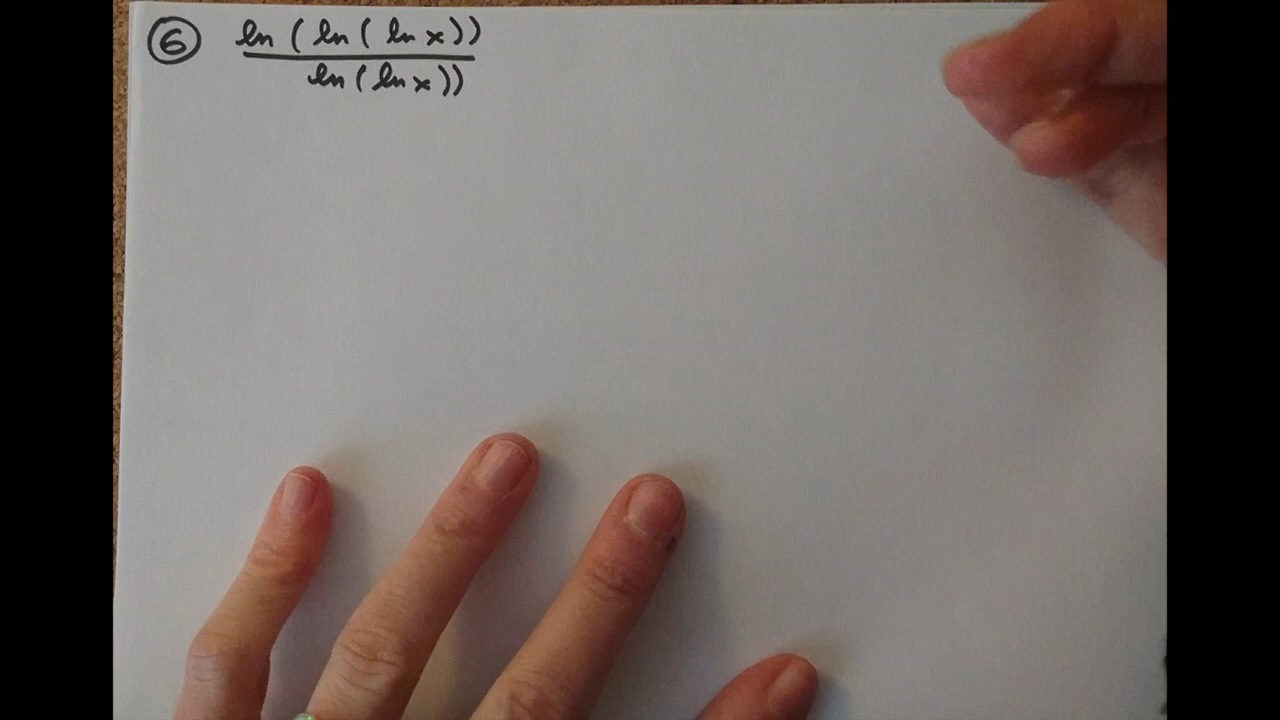 ⑥ ln ( ln ( ln x))
ln ( ln x))